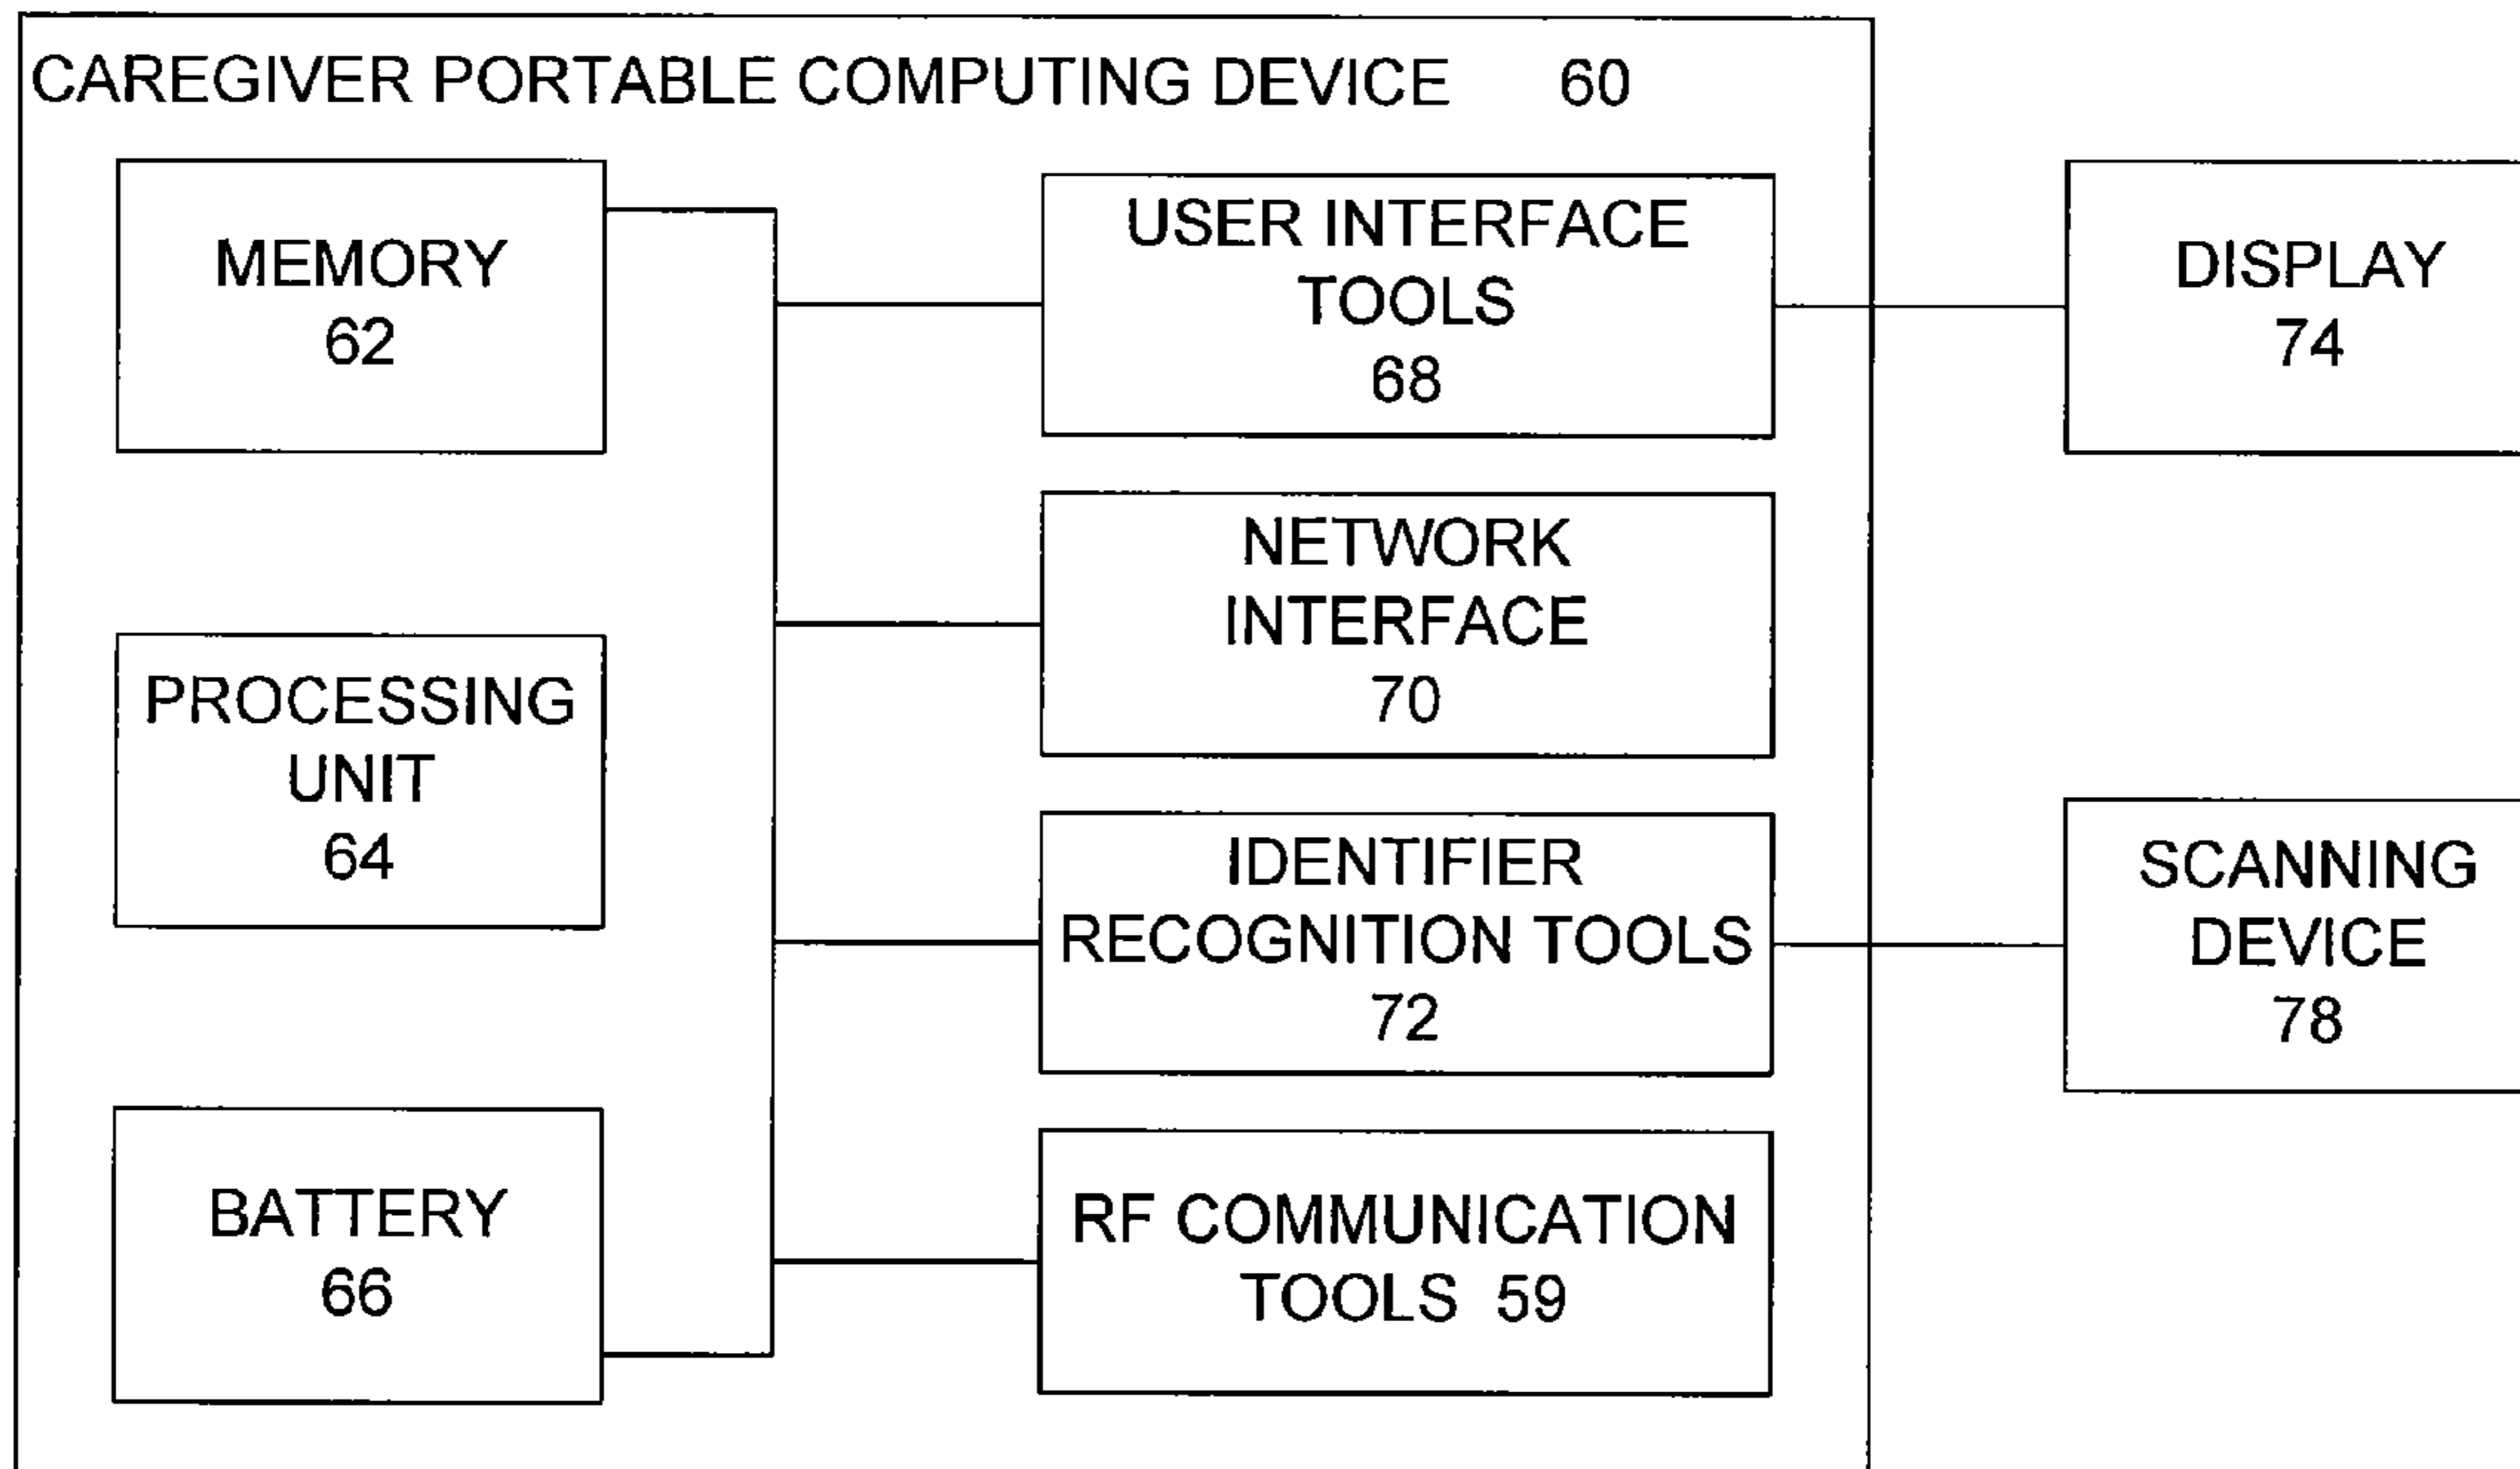 CAREGIVER PORTABLE COMPUTING DEVICE 60
MEMORY
62
USER INTERFACE
TOOLS
68
DISPLAY
74
NETWORK
INTERFACE
70
PROCESSING
UNIT
64
IDENTIFIER
RECOGNITION TOOLS
72
SCANNING
DEVICE
78
BATTERY
66
RF COMMUNICATION
TOOLS 59